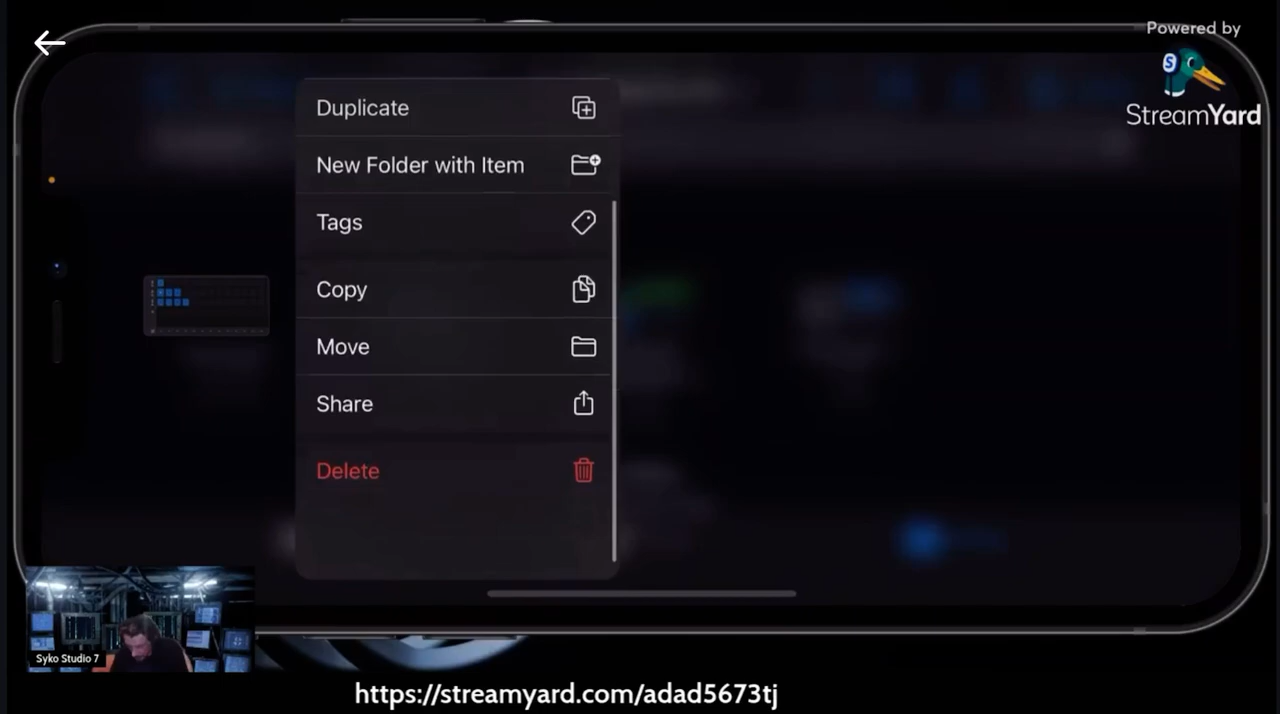 Powered by
StreamYard
Duplicate
New Folder with Item
Tags
Copy
Move
Share
Delete
Syko Studio 7
https://streamyard.com/adad5673tj